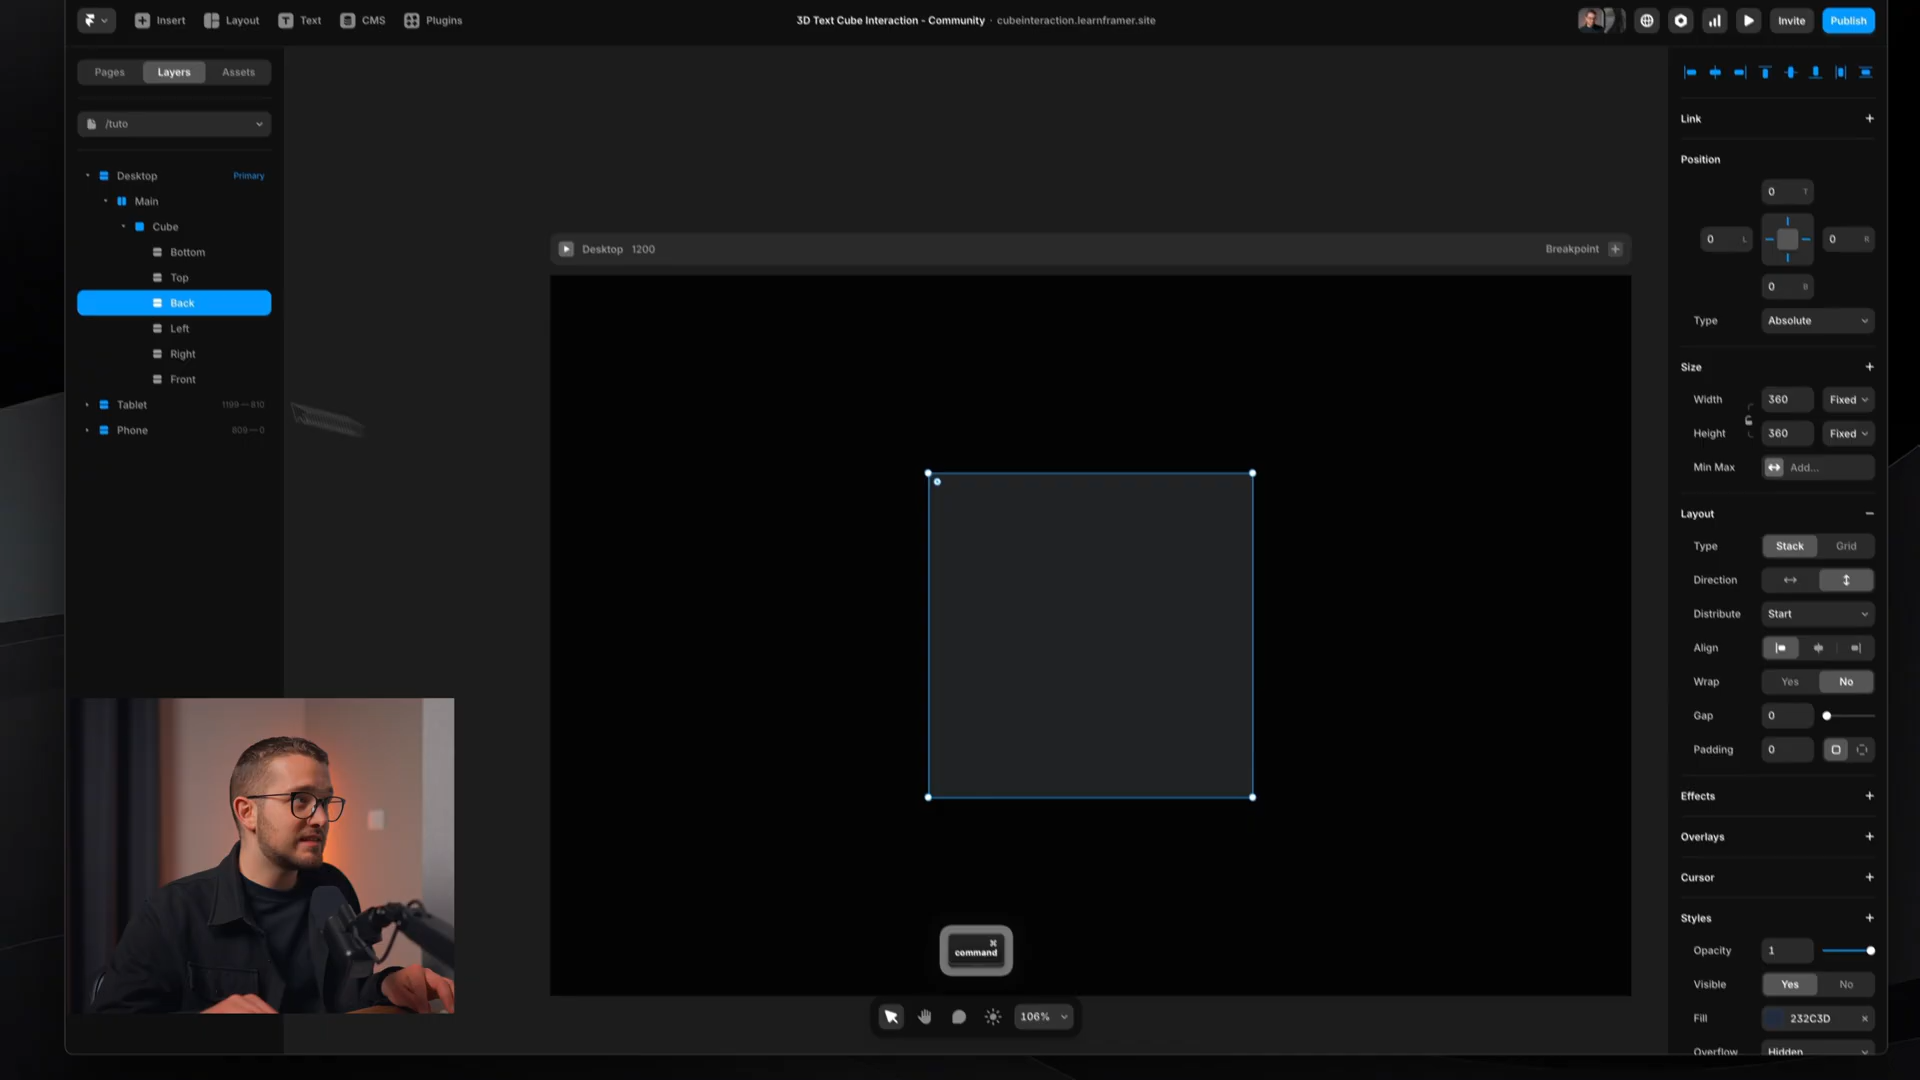 Insert
Layout
Text
CMS
Plugins
3D Text Cube Interaction - Community · cubeinteraction.learnframer.site
Invite
Publish
Pages
Layers
Assets
/tuto
Desktop
Primary
Main
Cube
Bottom
Top
Back
Left
Right
Front
Tablet
1199—810
Phone
809—0
Desktop 1200
Breakpoint
command
⌘
106%
Link
Position
0 T
0 L
0 R
0 B
Type
Absolute
Size
Width
360
Fixed
Height
360
Fixed
Min Max
Add...
Layout
Type
Stack
Grid
Direction
Distribute
Start
Align
Wrap
Yes
No
Gap
0
Padding
0
Effects
Overlays
Cursor
Styles
Opacity
1
Visible
Yes
No
Fill
232C3D
Overflow
Hidden